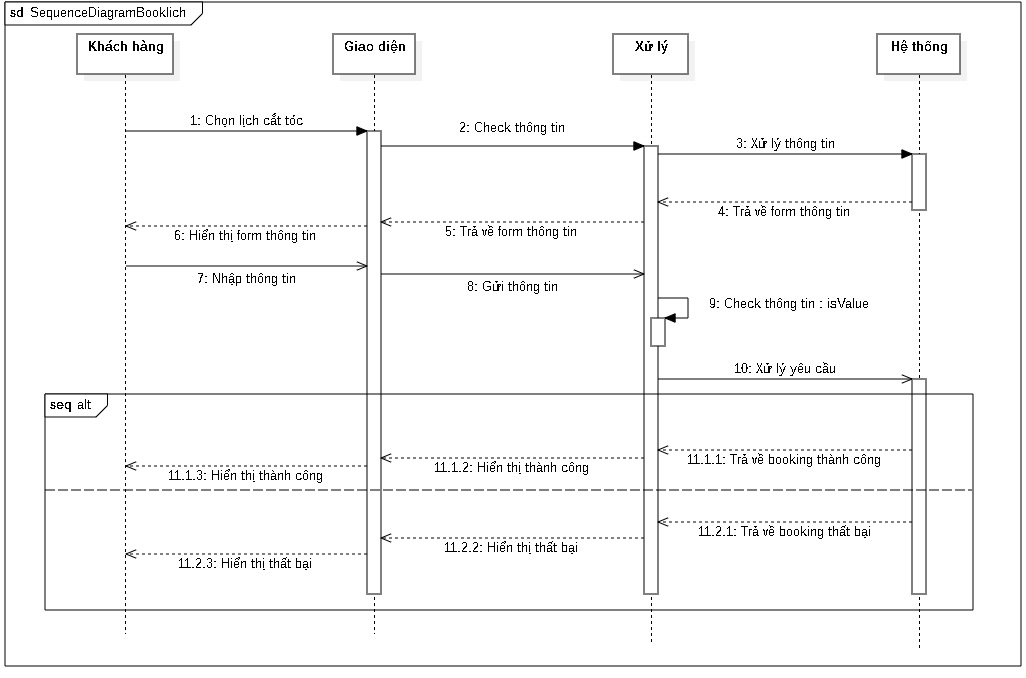 sd SequenceDiagramBooklich
Khách hàng
Giao diện
Xử lý
Hệ thống
1: Chọn lịch cắt tóc
2: Check thông tin
3: Xử lý thông tin
4: Trả về form thông tin
5: Trả về form thông tin
6: Hiển thị form thông tin
7: Nhập thông tin
8: Gửi thông tin
9: Check thông tin : isValue
10: Xử lý yêu cầu
seq alt
11.1.1: Trả về booking thành công
11.1.2: Hiển thị thành công
11.1.3: Hiển thị thành công
11.2.1: Trả về booking thất bại
11.2.2: Hiển thị thất bại
11.2.3: Hiển thị thất bại